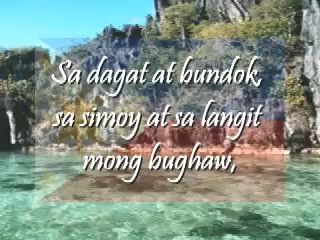 Sa dagat at bundok,
sa simoy at sa langit
mong bughaw,